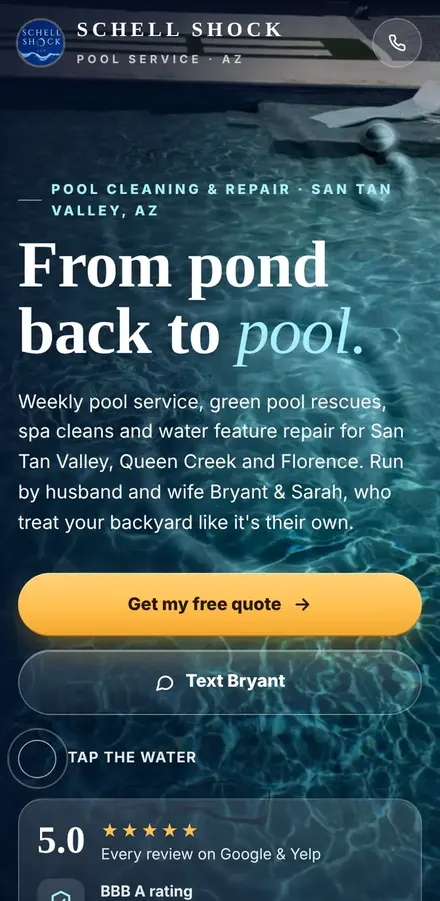 SCHELL
SHOCK
SCHELL SHOCK
POOL SERVICE · AZ
POOL CLEANING & REPAIR · SAN TAN
VALLEY, AZ
From pond
back to pool.
Weekly pool service, green pool rescues,
spa cleans and water feature repair for San
Tan Valley, Queen Creek and Florence. Run
by husband and wife Bryant & Sarah, who
treat your backyard like it's their own.
Get my free quote →
Text Bryant
TAP THE WATER
5.0 ★★★★★
Every review on Google & Yelp
BBB A rating